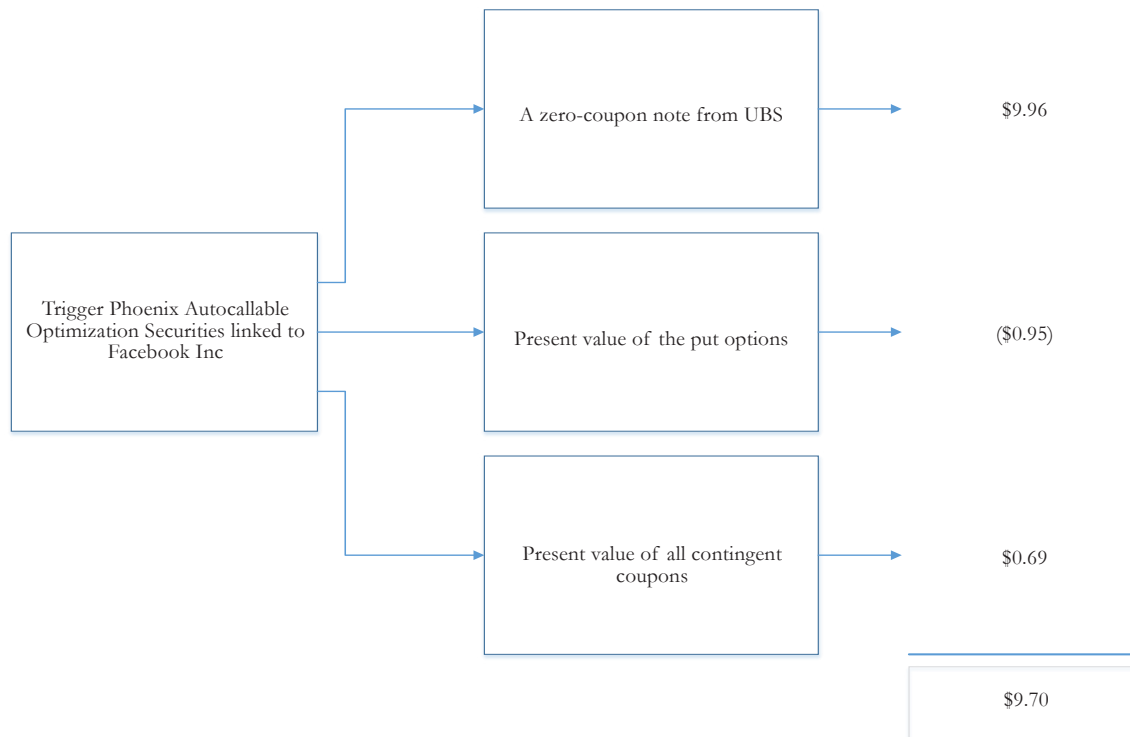 A zero-coupon note from UBS
$9.96
Trigger Phoenix Autocallable
Optimization Securities linked to
Facebook Inc
Present value of the put options
($0.95)
Present value of all contingent
coupons
$0.69
$9.70